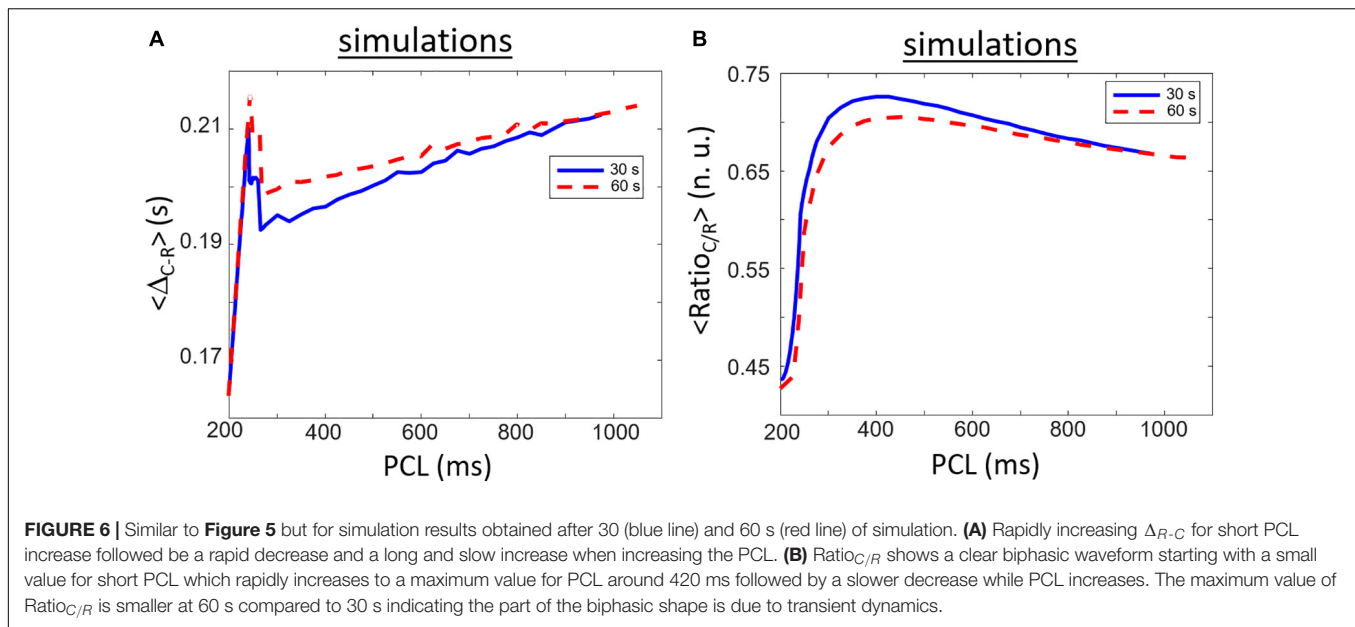 A
simulations
0.21
0.19
0.17
<Δ_{C-R}> (s)
30 s
60 s
200 400 600 800 1000
PCL (ms)
B
simulations
0.75
0.65
0.55
0.45
<Ratio_{C/R}> (n. u.)
30 s
60 s
200 400 600 800 1000
PCL (ms)
FIGURE 6 | Similar to Figure 5 but for simulation results obtained after 30 (blue line) and 60 s (red line) of simulation. (A) Rapidly increasing Δ_{R-C} for short PCL
increase followed be a rapid decrease and a long and slow increase when increasing the PCL. (B) Ratio_{C/R} shows a clear biphasic waveform starting with a small
value for short PCL which rapidly increases to a maximum value for PCL around 420 ms followed by a slower decrease while PCL increases. The maximum value of
Ratio_{C/R} is smaller at 60 s compared to 30 s indicating the part of the biphasic shape is due to transient dynamics.